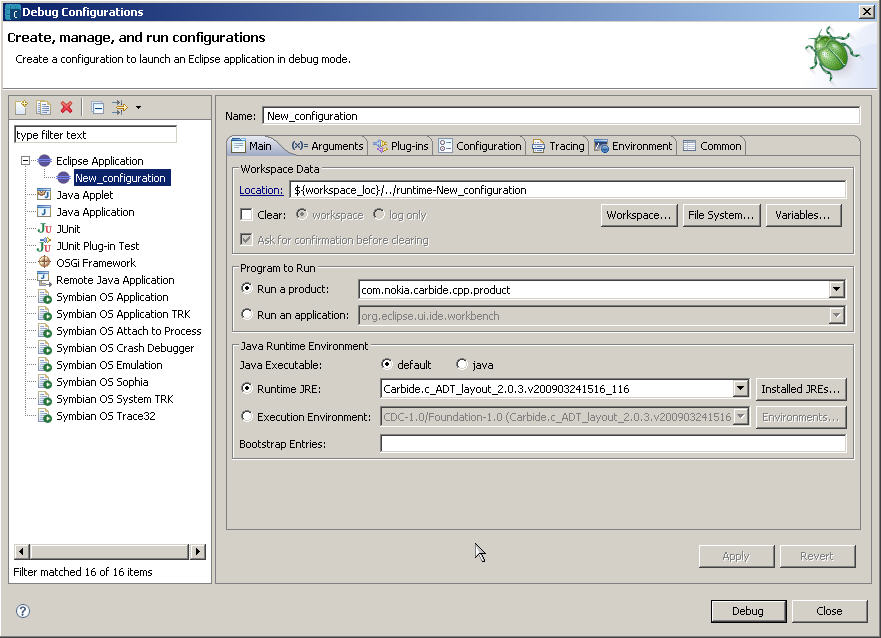 Debug Configurations
Create, manage, and run configurations
Create a configuration to launch an Eclipse application in debug mode.
type filter text
Eclipse Application
New_configuration
Java Applet
Java Application
JUnit
JUnit Plug-in Test
OSGi Framework
Remote Java Application
Symbian OS Application
Symbian OS Application TRK
Symbian OS Attach to Process
Symbian OS Crash Debugger
Symbian OS Emulation
Symbian OS Sophia
Symbian OS System TRK
Symbian OS Trace32
Filter matched 16 of 16 items
Name: New_configuration
Main (x)= Arguments Plug-ins Configuration Tracing Environment Common
Workspace Data
Location: ${workspace_loc}/../runtime-New_configuration
Clear: workspace log only Workspace... File System... Variables...
Ask for confirmation before clearing
Program to Run
Run a product: com.nokia.carbide.cpp.product
Run an application: org.eclipse.ui.ide.workbench
Java Runtime Environment
Java Executable: default java
Runtime JRE: Carbide.c_ADT_layout_2.0.3.v200903241516_116 Installed JREs...
Execution Environment: CDC-1.0/Foundation-1.0 (Carbide.c_ADT_layout_2.0.3.v200903241516 Environments...
Bootstrap Entries:
Apply Revert
? Debug Close